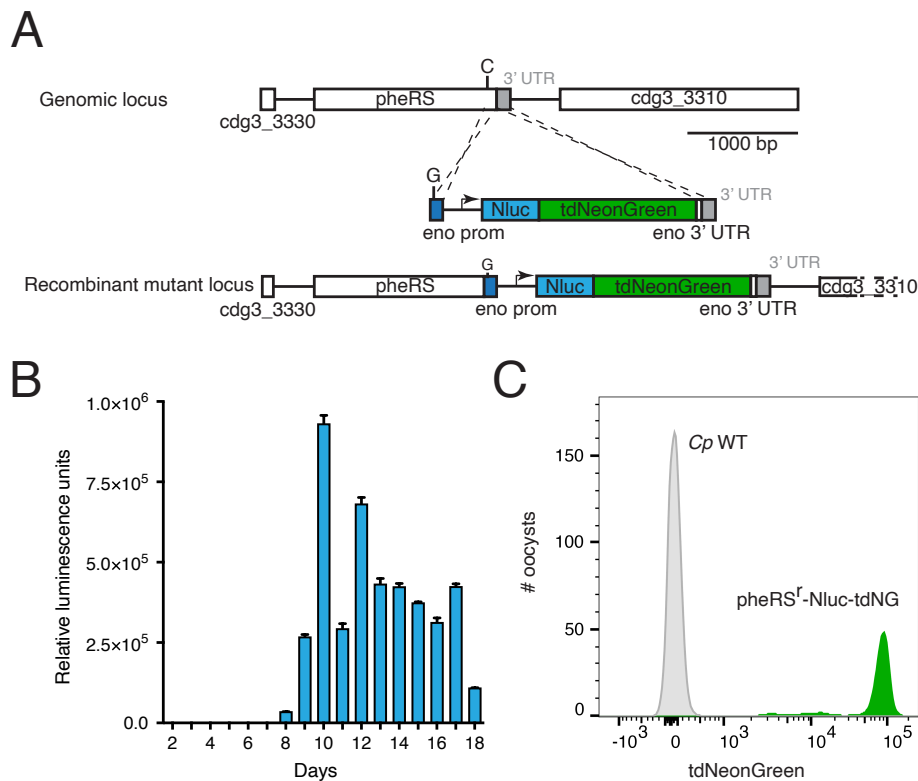 A
C
3' UTR
Genomic locus
pheRS
cdg3_3310
cdg3_3330
1000 bp
G
3' UTR
Nluc
tdNeonGreen
eno prom
eno 3' UTR
3' UTR
G
Recombinant mutant locus
pheRS
Nluc
tdNeonGreen
cdg3_3310
cdg3_3330
eno prom
eno 3' UTR
B
1.0×10⁶
7.5×10⁵
5.0×10⁵
2.5×10⁵
0.0
Relative luminescence units
2 4 6 8 10 12 14 16 18
Days
C
150
100
50
0
# oocysts
Cp WT
pheRSʳ-Nluc-tdNG
-10³ 0 10³ 10⁴ 10⁵
tdNeonGreen